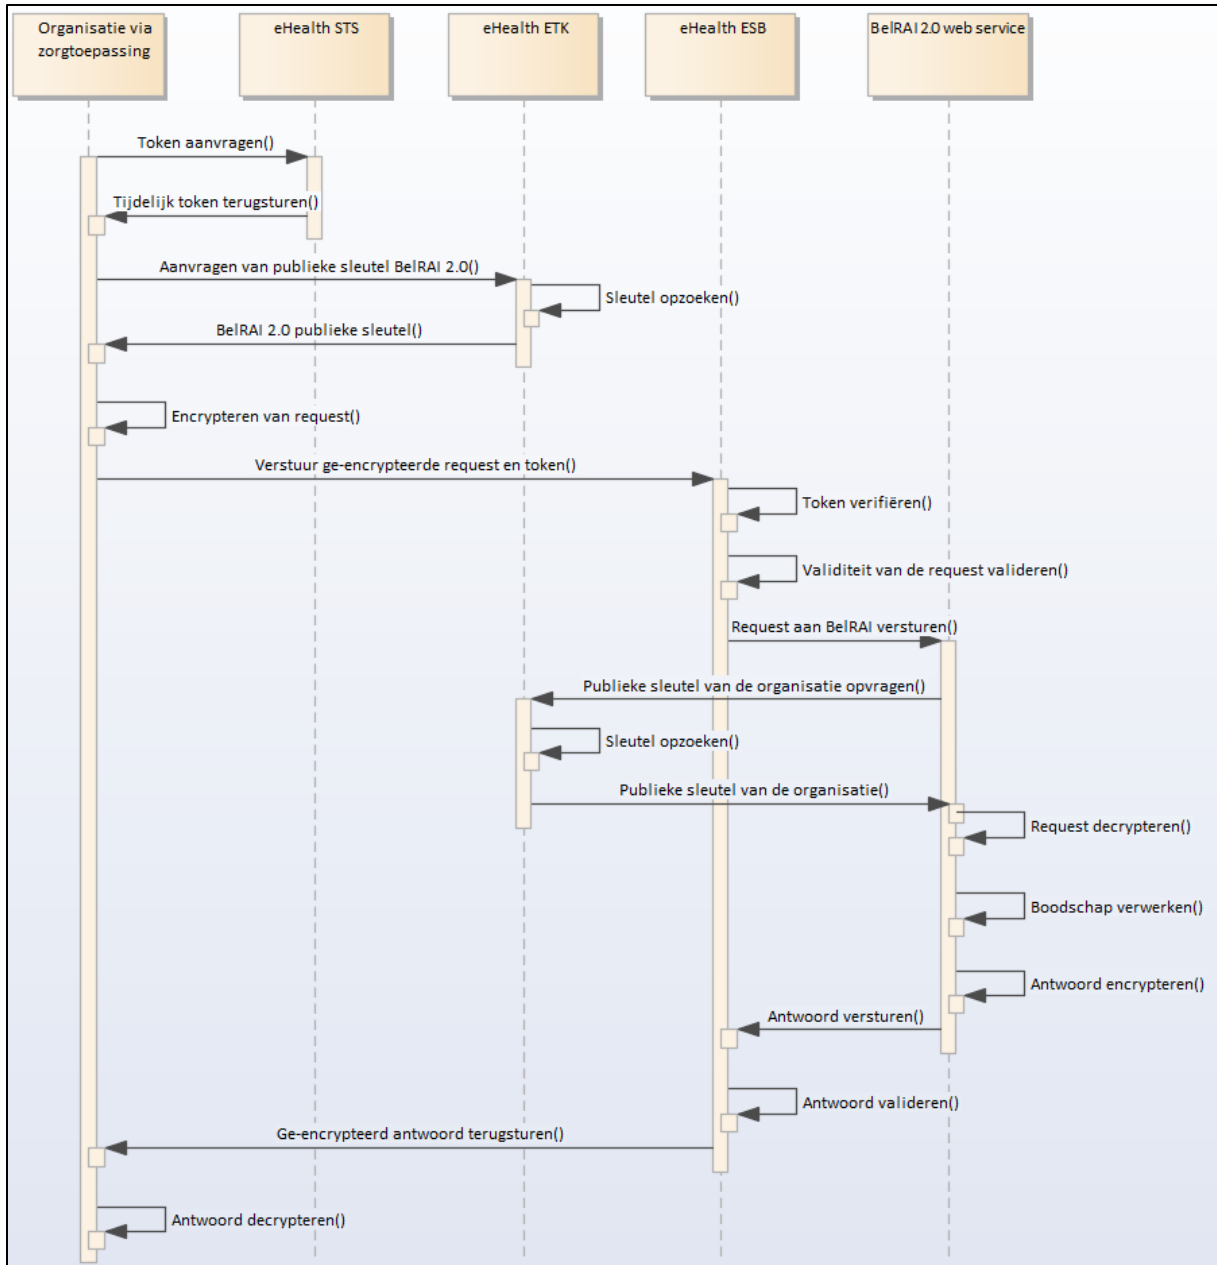 Organisatie via
zorgtoepassing
eHealth STS
eHealth ETK
eHealth ESB
BelRAI 2.0 web service
Token aanvragen()
Tijdelijk token terugsturen()
Aanvragen van publieke sleutel BelRAI 2.0()
Sleutel opzoeken()
BelRAI 2.0 publieke sleutel()
Encrypteren van request()
Verstuur ge-encrypteerde request en token()
Token verifiëren()
Validiteit van de request valideren()
Request aan BelRAI versturen()
Publieke sleutel van de organisatie opvragen()
Sleutel opzoeken()
Publieke sleutel van de organisatie()
Request decrypteren()
Boodschap verwerken()
Antwoord encrypteren()
Antwoord versturen()
Antwoord valideren()
Ge-encrypteerd antwoord terugsturen()
Antwoord decrypteren()